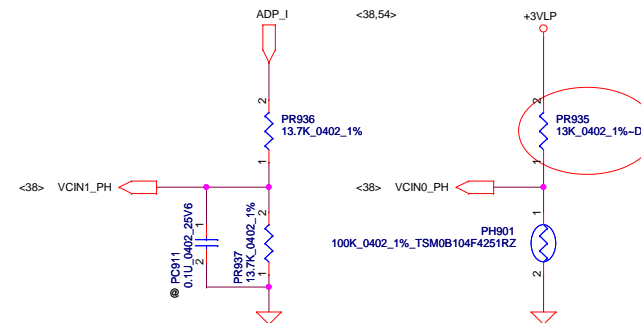 ADP_I
<38,54>
+3VLP
2
PR936
13.7K_0402_1%
1
2
PR935
13K_0402_1%~D
1
<38> VCIN1_PH
<38> VCIN0_PH
@ PC911
0.1U_0402_25V6
1
2
PR937
13.7K_0402_1%
2
1
PH901
100K_0402_1%_TSM0B104F4251RZ
1
2